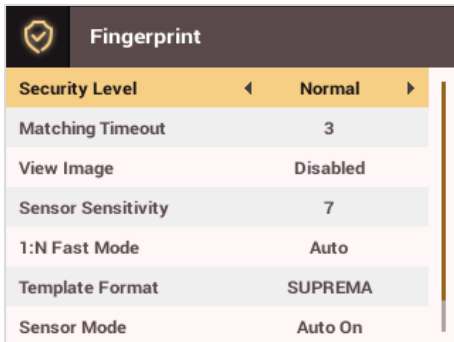 Fingerprint
Security Level Normal
Matching Timeout 3
View Image Disabled
Sensor Sensitivity 7
1:N Fast Mode Auto
Template Format SUPREMA
Sensor Mode Auto On